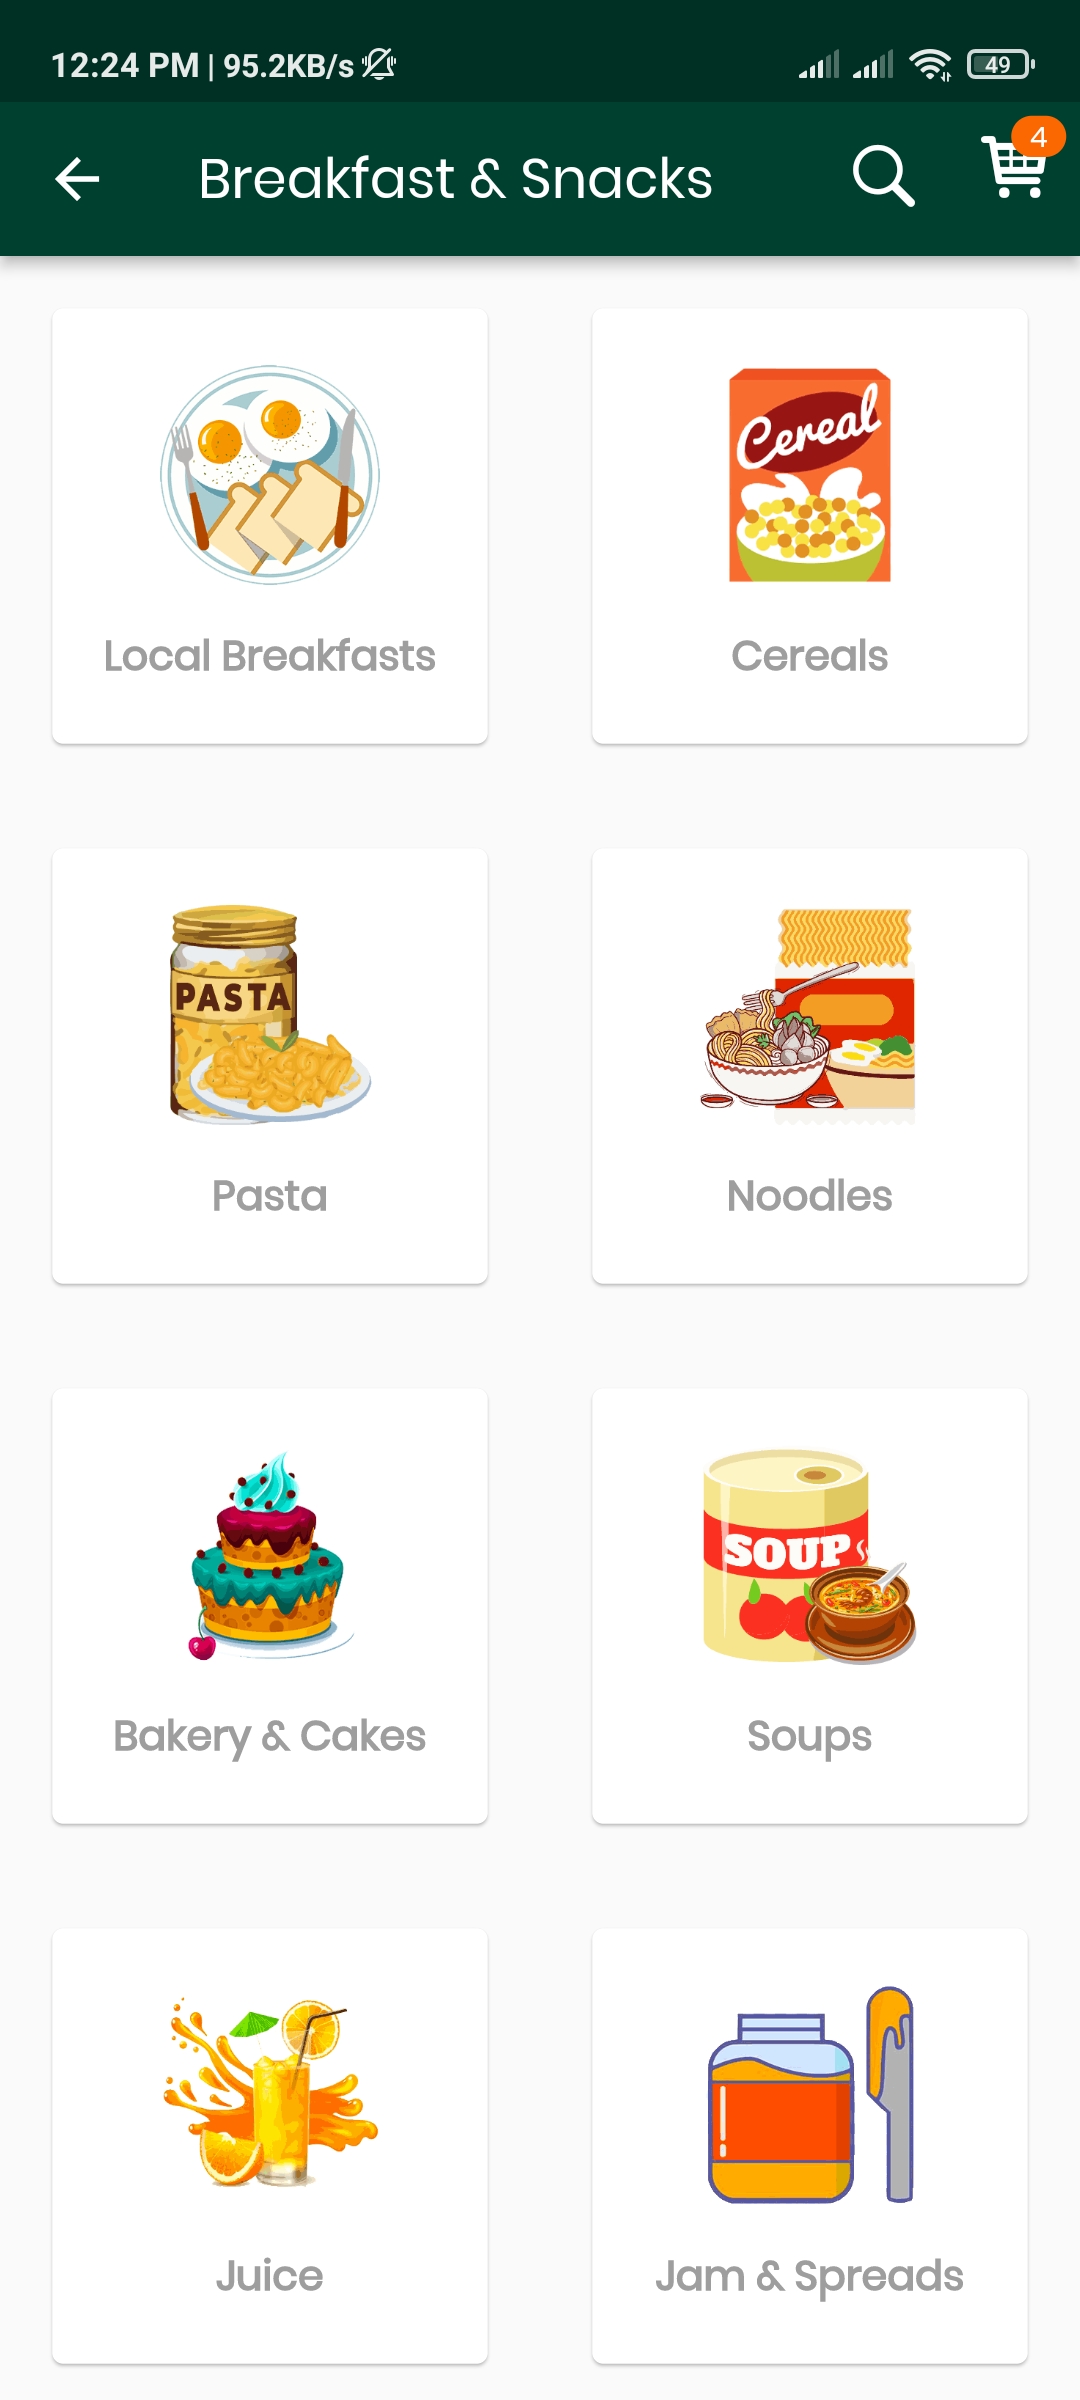 12:24 PM | 95.2KB/s
49
Breakfast & Snacks
4
Cereal
Local Breakfasts
Cereals
PASTA
Pasta
Noodles
SOUP
Bakery & Cakes
Soups
Juice
Jam & Spreads